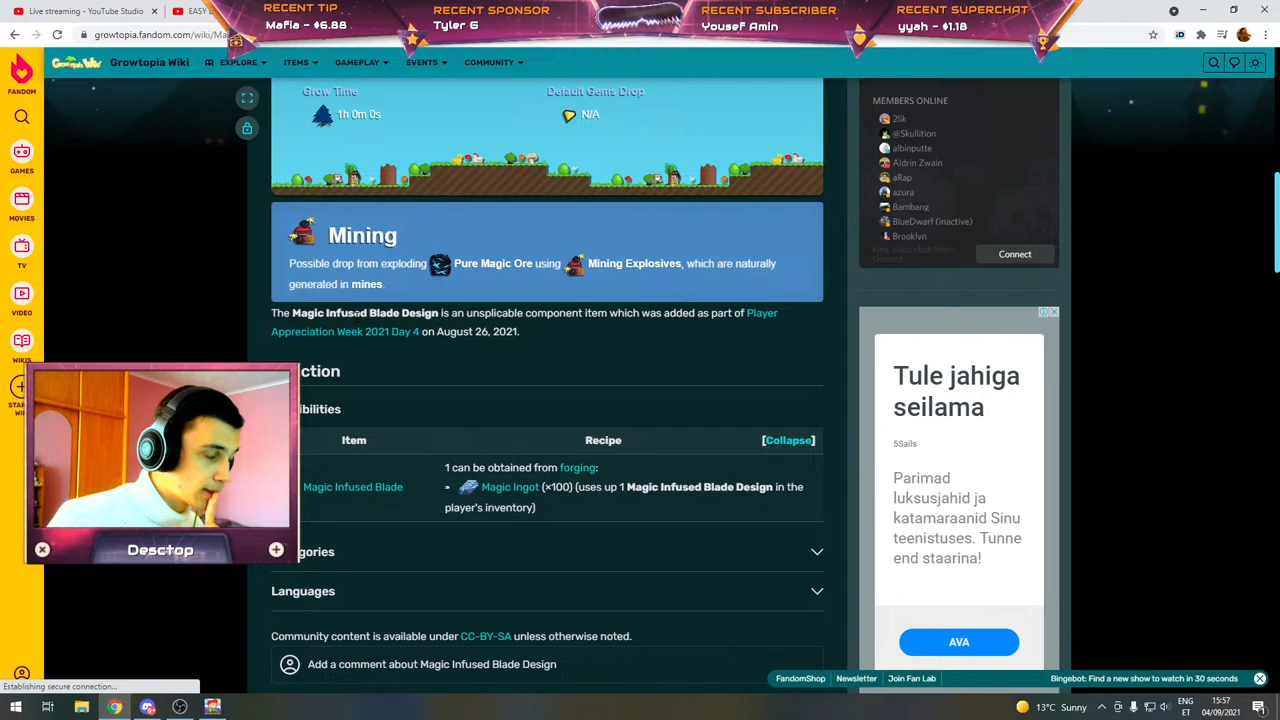 RECENT TIP
Mafia - $6.88
RECENT SPONSOR
Tyler G
RECENT SUBSCRIBER
Yousef Amin
RECENT SUPERCHAT
yyah - $1.18
YOUTUBE) - YouTube Studio
EASY
growtopia.fandom.com/wiki/Ma
FANDOM
Growtopia Wiki
EXPLORE
ITEMS
GAMEPLAY
EVENTS
COMMUNITY
GAMES
MOVIES
TV
VIDEO
WIKIS
Grow Time
1h 0m 0s
Default Gems Drop
N/A
Mining
Possible drop from exploding Pure Magic Ore using Mining Explosives, which are naturally
generated in mines.
The Magic Infused Blade Design is an unsplicable component item which was added as part of Player
Appreciation Week 2021 Day 4 on August 26, 2021.
ction
ibilities
Item
Recipe
[Collapse]
Magic Infused Blade
1 can be obtained from forging:
Magic Ingot (×100) (uses up 1 Magic Infused Blade Design in the
player's inventory)
gories
Languages
Community content is available under CC-BY-SA unless otherwise noted.
Add a comment about Magic Infused Blade Design
Desctop
MEMBERS ONLINE
2lik
@Skullition
albinputte
Aldrin Zwain
aRap
azura
Bambang
BlueDwarf (inactive)
Brooklyn
Connect
Tule jahiga
seilama
5Sails
Parimad
luksusjahid ja
katamaraanid Sinu
teenistuses. Tunne
end staarina!
AVA
FandomShop
Newsletter
Join Fan Lab
Bingebot: Find a new show to watch in 30 seconds
Establishing secure connection...
13°C Sunny
ENG
ET
15:57
04/09/2021
1